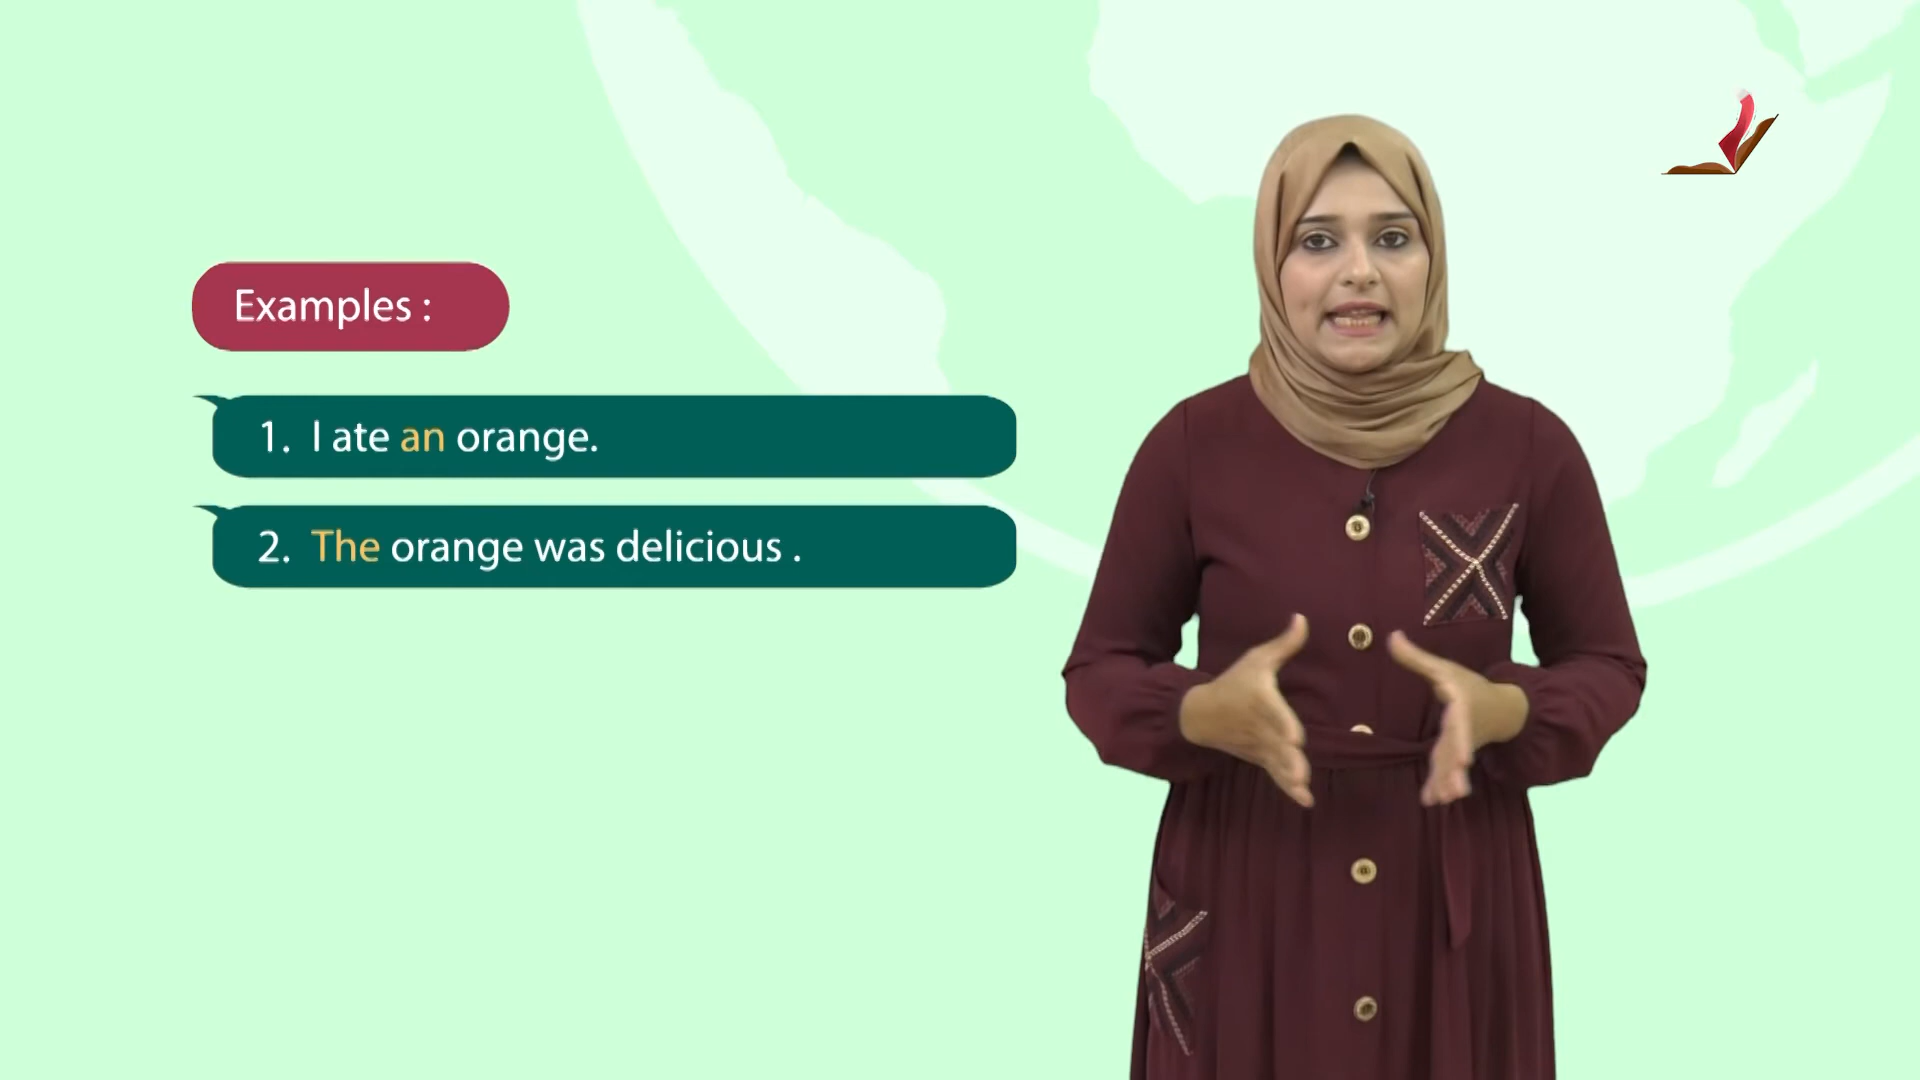 Examples :
1. I ate an orange.
2. The orange was delicious .